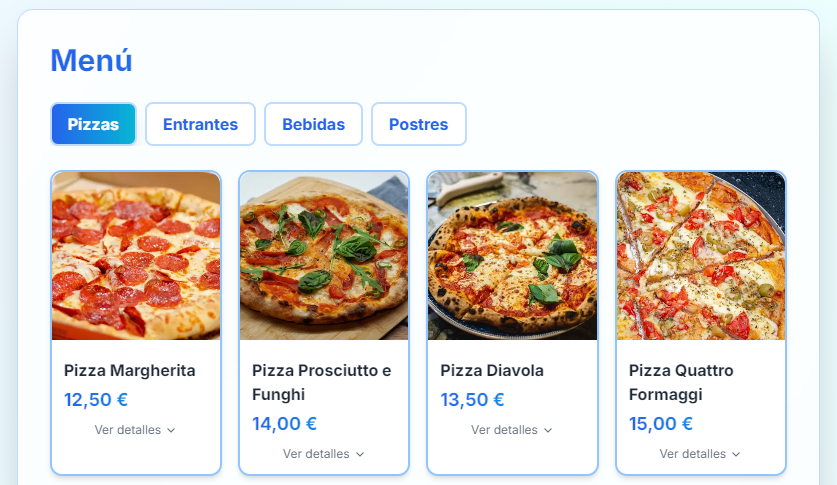 Menú
Pizzas
Entrantes
Bebidas
Postres
Pizza Margherita
12,50 €
Ver detalles
Pizza Prosciutto e
Funghi
14,00 €
Ver detalles
Pizza Diavola
13,50 €
Ver detalles
Pizza Quattro
Formaggi
15,00 €
Ver detalles